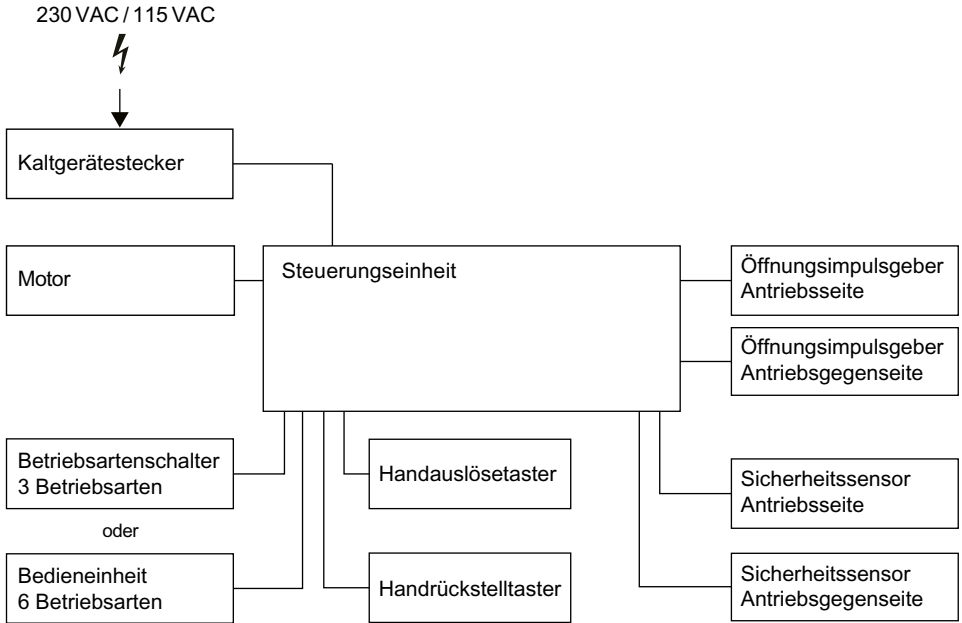 230 VAC / 115 VAC
Kaltgerätestecker
Motor
Steuerungseinheit
Öffnungsimpulsgeber
Antriebsseite
Öffnungsimpulsgeber
Antriebsgegenseite
Betriebsartenschalter
3 Betriebsarten
oder
Bedieneinheit
6 Betriebsarten
Handauslösetaster
Handrückstelltaster
Sicherheitssensor
Antriebsseite
Sicherheitssensor
Antriebsgegenseite